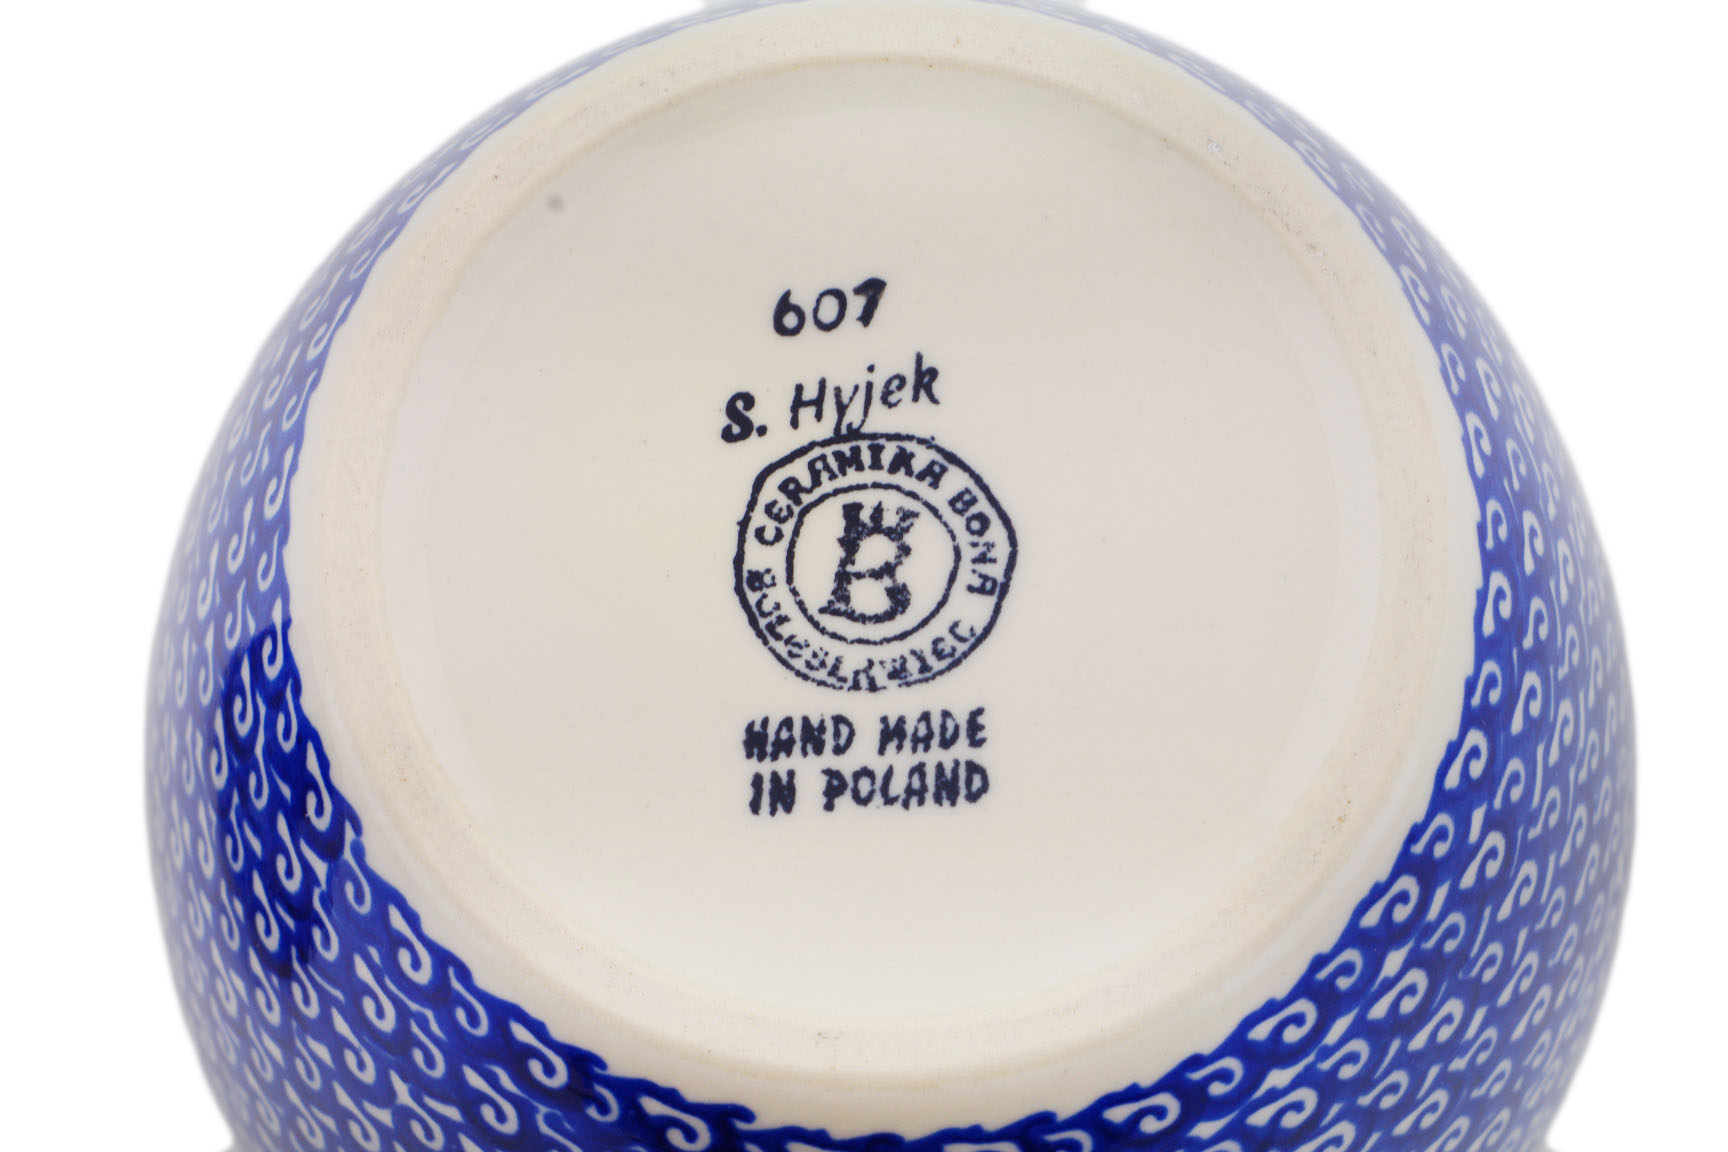 607
S. Hyjek
CERAMIKA BONA
B
BOLESŁAWIEC
HAND MADE
IN POLAND